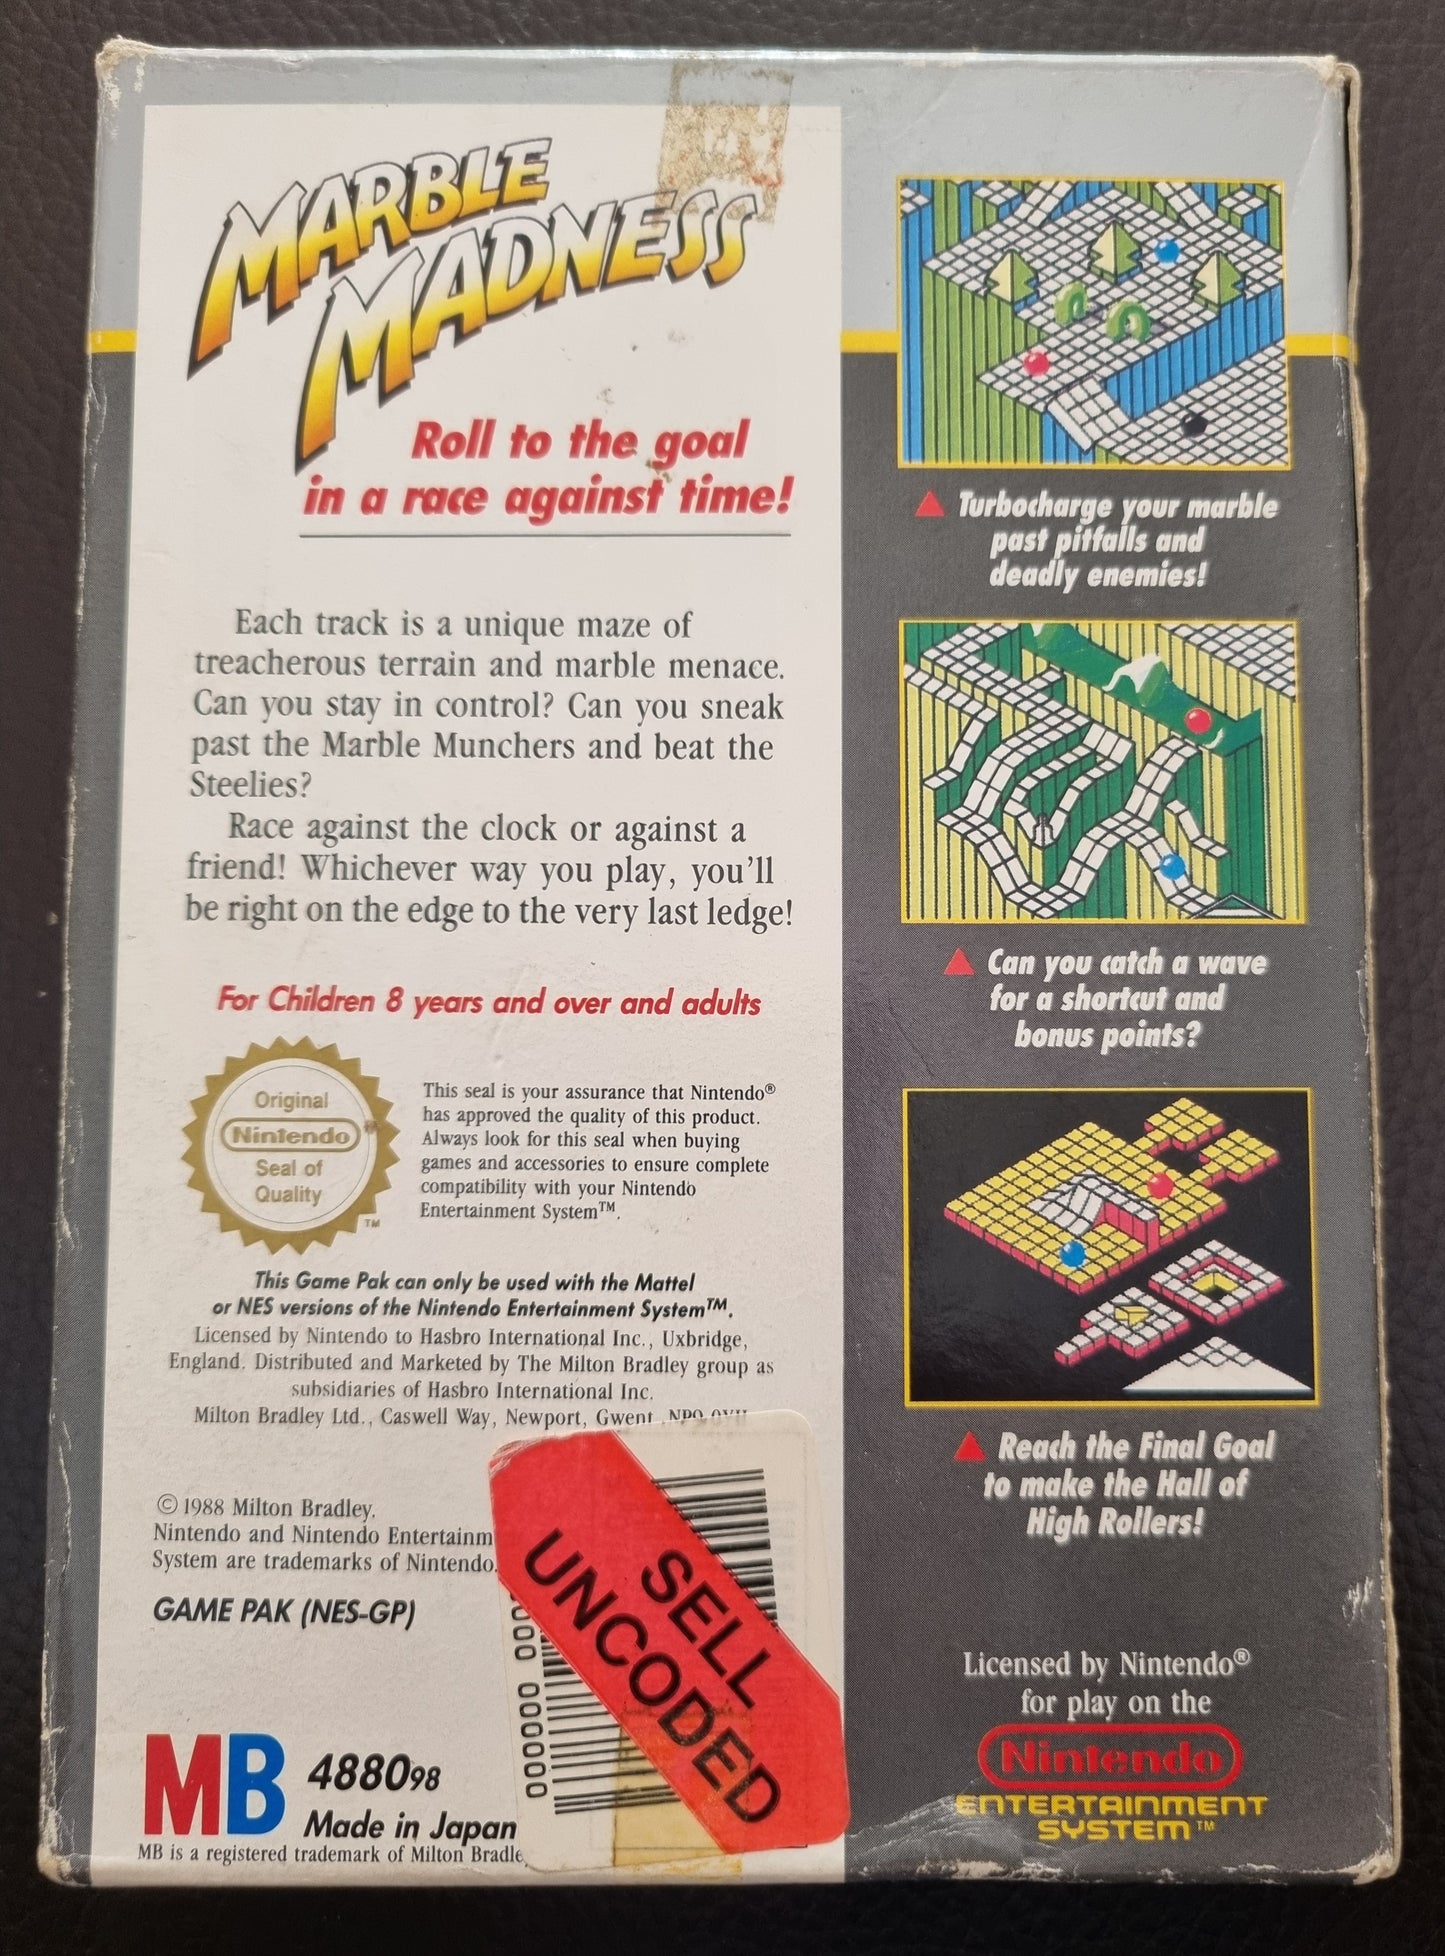 MARBLE
MADNESS
Roll to the goal
in a race against time!
Each track is a unique maze of
treacherous terrain and marble menace.
Can you stay in control? Can you sneak
past the Marble Munchers and beat the
Steelies?
Race against the clock or against a
friend! Whichever way you play, you'll
be right on the edge to the very last ledge!
For Children 8 years and over and adults
Original
Nintendo®
Seal of
Quality
TM
This seal is your assurance that Nintendo®
has approved the quality of this product.
Always look for this seal when buying
games and accessories to ensure complete
compatibility with your Nintendo
Entertainment System™.
This Game Pak can only be used with the Mattel
or NES versions of the Nintendo Entertainment System™.
Licensed by Nintendo to Hasbro International Inc., Uxbridge,
England. Distributed and Marketed by The Milton Bradley group as
subsidiaries of Hasbro International Inc.
Milton Bradley Ltd., Caswell Way, Newport, Gwent
© 1988 Milton Bradley.
Nintendo and Nintendo Entertainm
System are trademarks of Nintendo.
GAME PAK (NES-GP)
MB
488098
Made in Japan
MB is a registered trademark of Milton Bradle
SELL
UNCODED
00000
▲ Turbocharge your marble
past pitfalls and
deadly enemies!
▲ Can you catch a wave
for a shortcut and
bonus points?
▲ Reach the Final Goal
to make the Hall of
High Rollers!
Licensed by Nintendo®
for play on the
Nintendo
ENTERTAINMENT
SYSTEM™